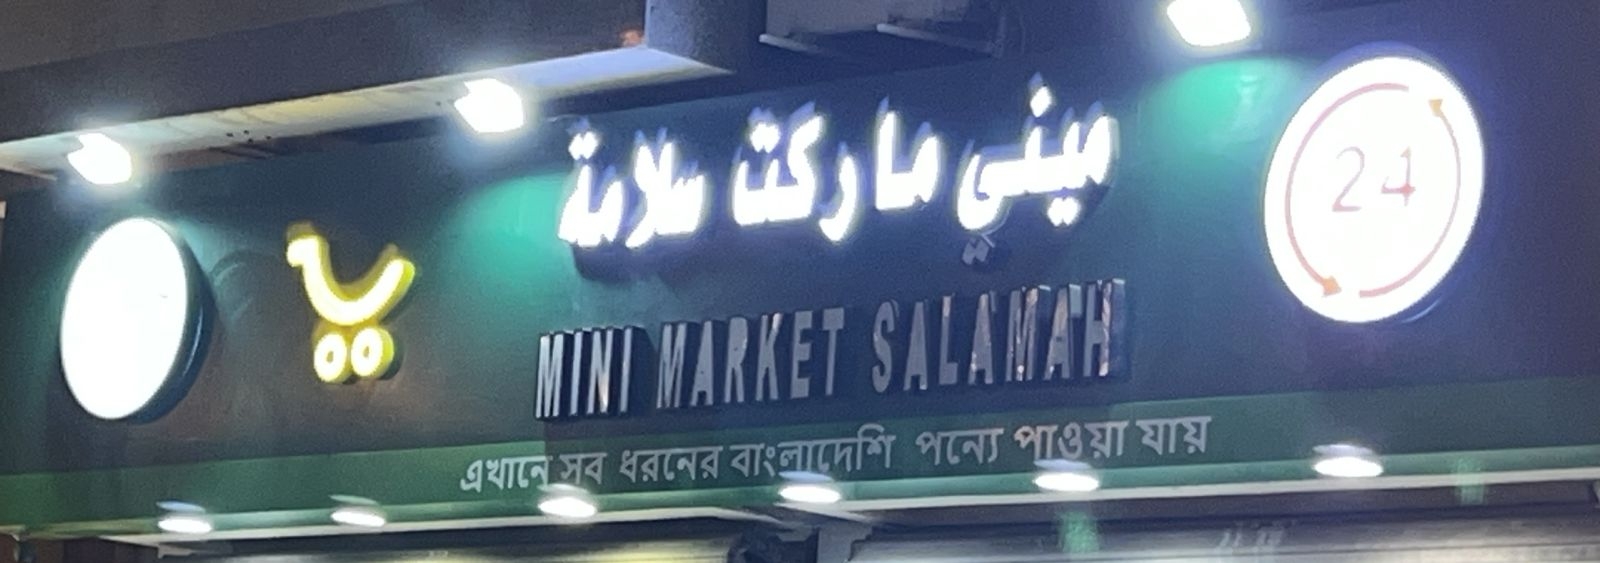 ميني ماركت سلامة
24
MINI MARKET SALAMAH
এখানে সব ধরনের বাংলাদেশি পন্যে পাওয়া যায়